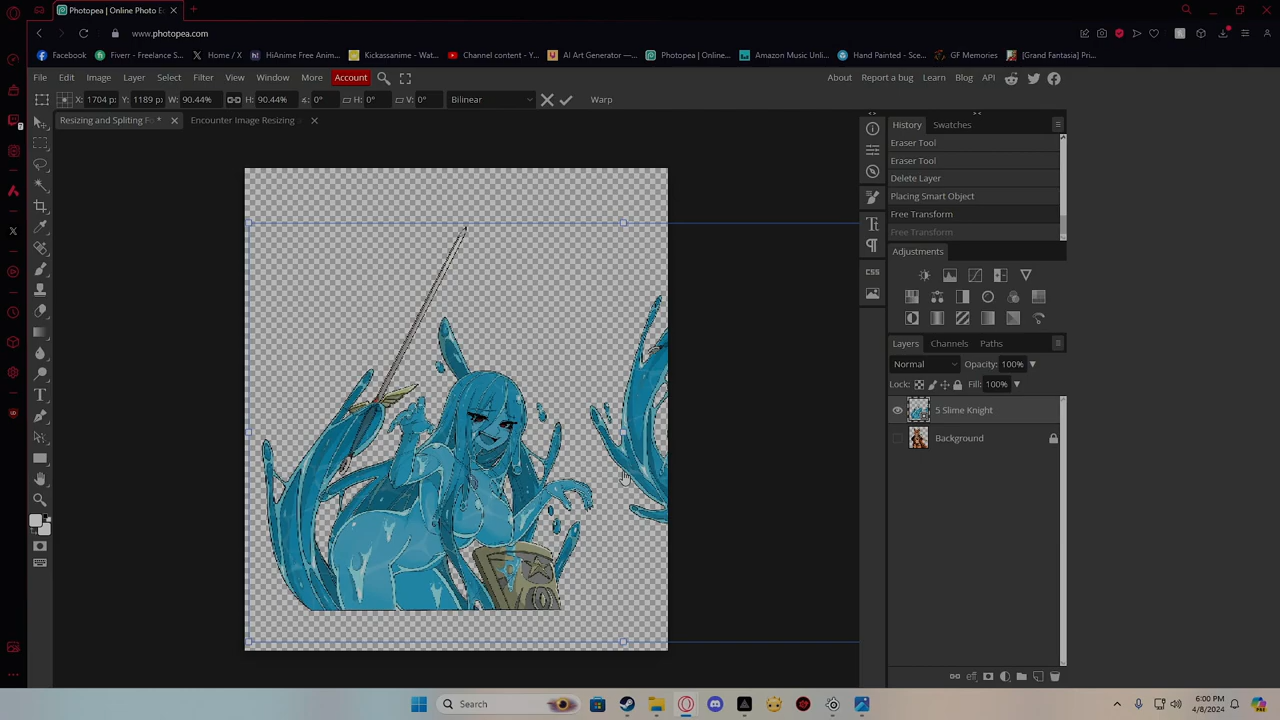 Photopea | Online Photo E
www.photopea.com
Facebook Fiverr - Freelance S... Home / X HiAnime Free Anim... Kickassanime - Wat... Channel content - Y... AI Art Generator —... Photopea | Online... Amazon Music Unli... Hand Painted - Sce... GF Memories [Grand Fantasia] Pri...
File Edit Image Layer Select Filter View Window More Account About Report a bug Learn Blog API
X: 1704 p: Y: 1189 p: W: 90.44% H: 90.44% : 0° H: 0° V: 0° Bilinear Warp
Resizing and Spliting Fo * Encounter Image Resizing
History Swatches
Eraser Tool
Eraser Tool
Delete Layer
Placing Smart Object
Free Transform
Free Transform
Adjustments
CSS
Layers Channels Paths
Normal Opacity: 100%
Lock: Fill: 100%
5 Slime Knight
Background
eff
Search
6:00 PM
4/8/2024